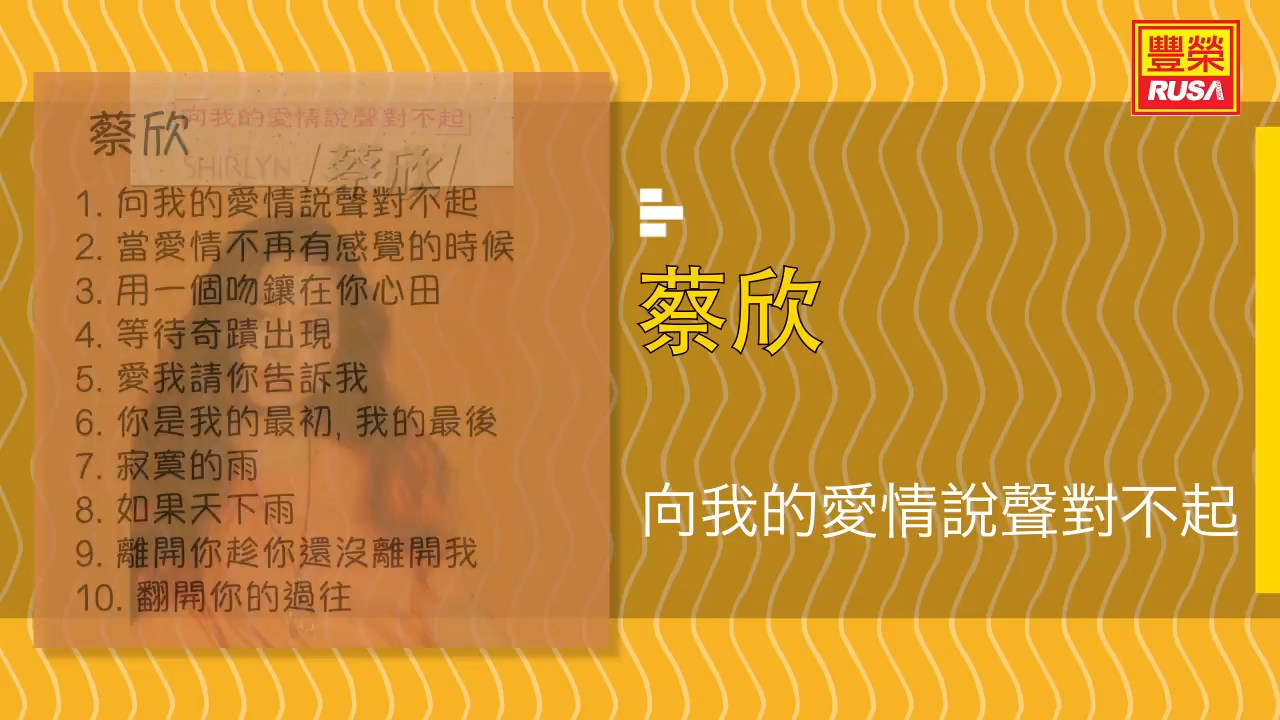 豐榮
RUSA
向我的愛情說聲對不起
SHIRLYN
蔡欣
蔡欣
1. 向我的愛情說聲對不起
2. 當愛情不再有感覺的時候
3. 用一個吻鑲在你心田
4. 等待奇蹟出現
5. 愛我請你告訴我
6. 你是我的最初, 我的最後
7. 寂寞的雨
8. 如果天下雨
9. 離開你趁你還沒離開我
10. 翻開你的過往
蔡欣
向我的愛情說聲對不起